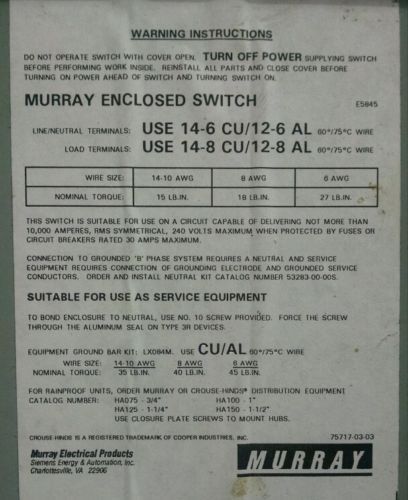 WARNING INSTRUCTIONS
DO NOT OPERATE SWITCH WITH COVER OPEN. TURN OFF POWER SUPPLYING SWITCH
BEFORE PERFORMING WORK INSIDE. REINSTALL ALL PARTS AND CLOSE COVER BEFORE
TURNING ON POWER AHEAD OF SWITCH AND TURNING SWITCH ON.
MURRAY ENCLOSED SWITCH E5845
LINE/NEUTRAL TERMINALS: USE 14-6 CU/12-6 AL 60°/75°C WIRE
LOAD TERMINALS: USE 14-8 CU/12-8 AL 60°/75°C WIRE
WIRE SIZE: 14-10 AWG 8 AWG 6 AWG
NOMINAL TORQUE: 15 LB.IN. 18 LB.IN. 27 LB.IN.
THIS SWITCH IS SUITABLE FOR USE ON A CIRCUIT CAPABLE OF DELIVERING NOT MORE THAN
10,000 AMPERES, RMS SYMMETRICAL, 240 VOLTS MAXIMUM WHEN PROTECTED BY FUSES OR
CIRCUIT BREAKERS RATED 30 AMPS MAXIMUM.
CONNECTION TO GROUNDED 'B' PHASE SYSTEM REQUIRES A NEUTRAL AND SERVICE
EQUIPMENT REQUIRES CONNECTION OF GROUNDING ELECTRODE AND GROUNDED SERVICE
CONDUCTORS. ORDER AND INSTALL NEUTRAL KIT CATALOG NUMBER 53283-00-00S.
SUITABLE FOR USE AS SERVICE EQUIPMENT
TO BOND ENCLOSURE TO NEUTRAL, USE NO. 10 SCREW PROVIDED. FORCE THE SCREW
THROUGH THE ALUMINUM SEAL ON TYPE 3R DEVICES.
EQUIPMENT GROUND BAR KIT: LX084M. USE CU/AL 60°/75°C WIRE
WIRE SIZE: 14-10 AWG 8 AWG 6 AWG
NOMINAL TORQUE: 35 LB.IN. 40 LB.IN. 45 LB.IN.
FOR RAINPROOF UNITS, ORDER MURRAY OR CROUSE-HINDS® DISTRIBUTION EQUIPMENT
CATALOG NUMBER: HA075 - 3/4" HA100 - 1"
HA125 - 1-1/4" HA150 - 1-1/2"
USE CLOSURE PLATE SCREWS TO MOUNT HUBS.
CROUSE-HINDS IS A REGISTERED TRADEMARK OF COOPER INDUSTRIES, INC. 75717-03-03
Murray Electrical Products
Siemens Energy & Automation, Inc.
Charlottesville, VA 22906
MURRAY